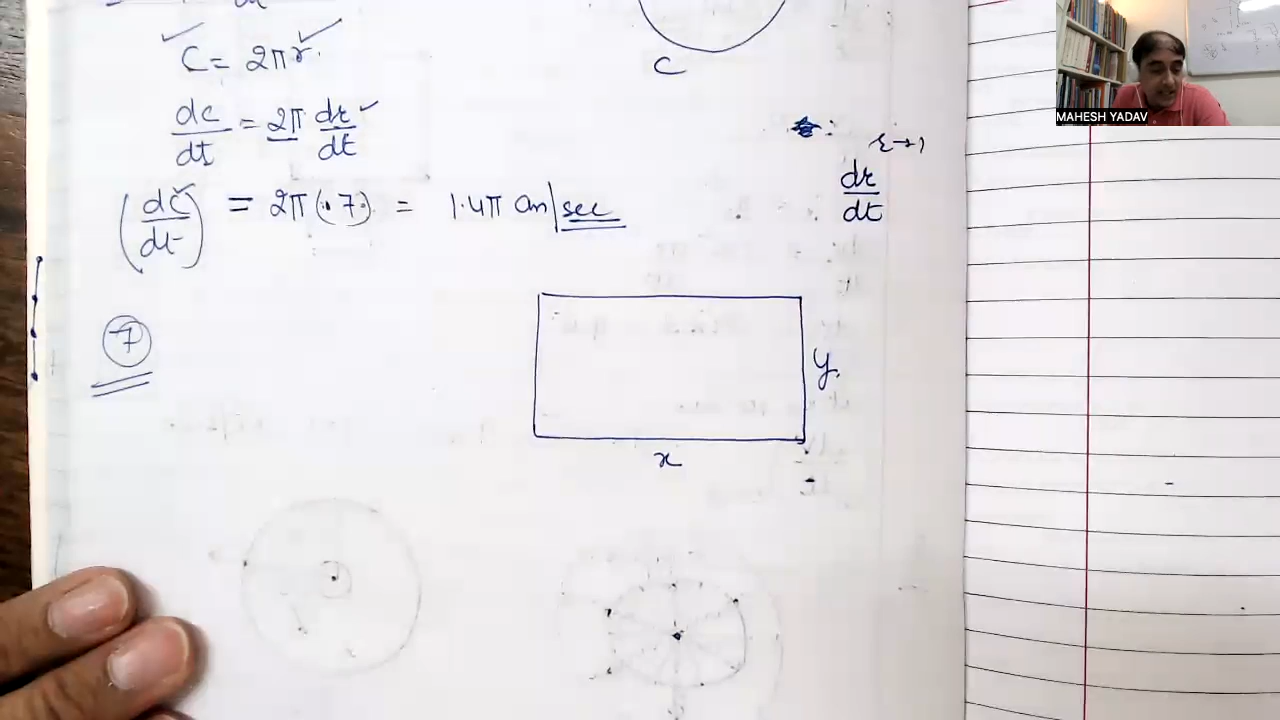 C = 2πr.
C
dc/dt = 2π dr/dt
(dc/dt) = 2π(.7) = 1.4π cm/sec
dr/dt
7
y.
x
MAHESH YADAV